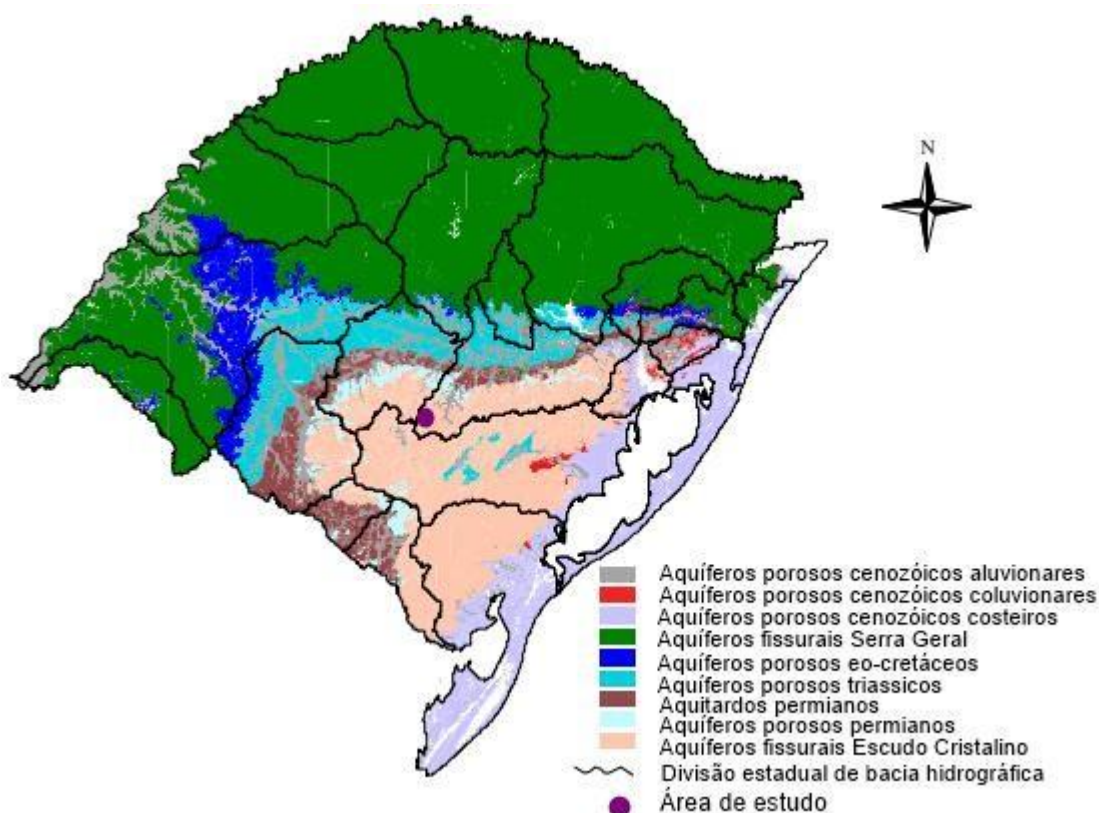 N
Aquíferos porosos cenozóicos aluvionares
Aquíferos porosos cenozóicos coluvionares
Aquíferos porosos cenozóicos costeiros
Aquíferos fissurais Serra Geral
Aquíferos porosos eo-cretáceos
Aquíferos porosos triassicos
Aquitardos permianos
Aquíferos porosos permianos
Aquíferos fissurais Escudo Cristalino
Divisão estadual de bacia hidrográfica
Área de estudo